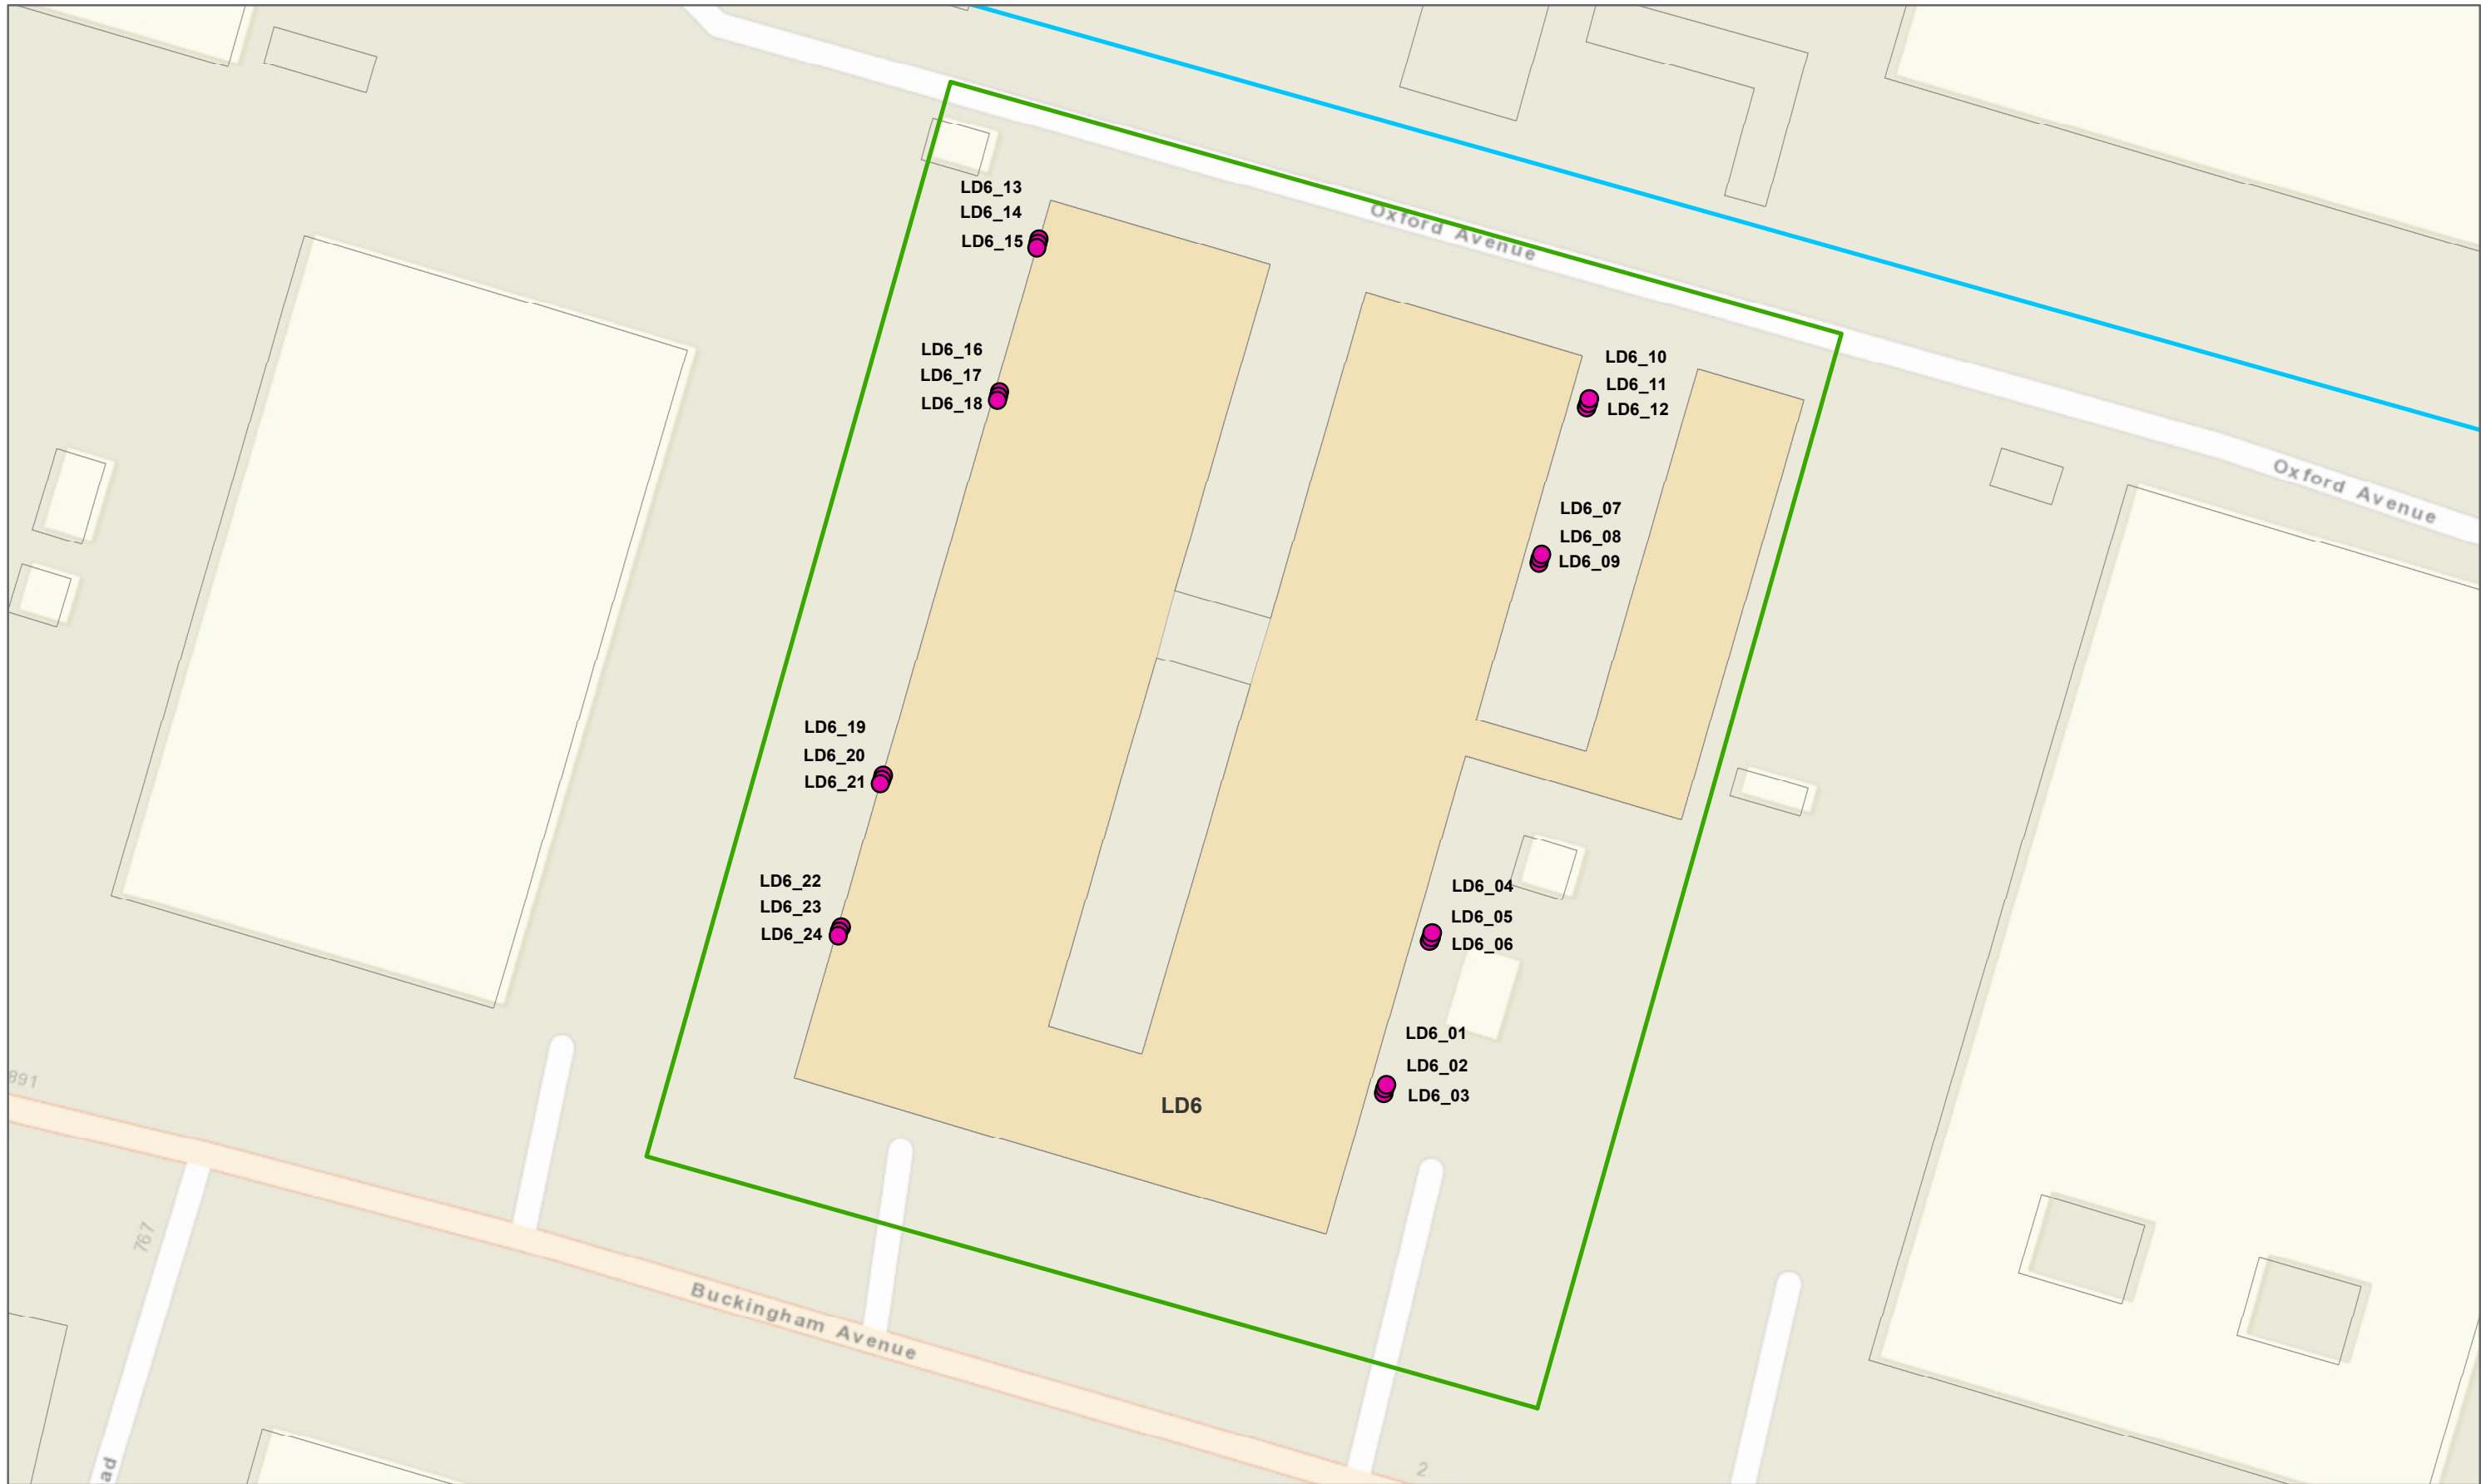 LD6_13
LD6_14
LD6_15
Oxford Avenue
LD6_16
LD6_17
LD6_18
LD6_10
LD6_11
LD6_12
Oxford Avenue
LD6_07
LD6_08
LD6_09
LD6_19
LD6_20
LD6_21
LD6_22
LD6_23
LD6_24
LD6_04
LD6_05
LD6_06
LD6_01
LD6_02
LD6_03
LD6
891
767
Buckingham Avenue
ad
2